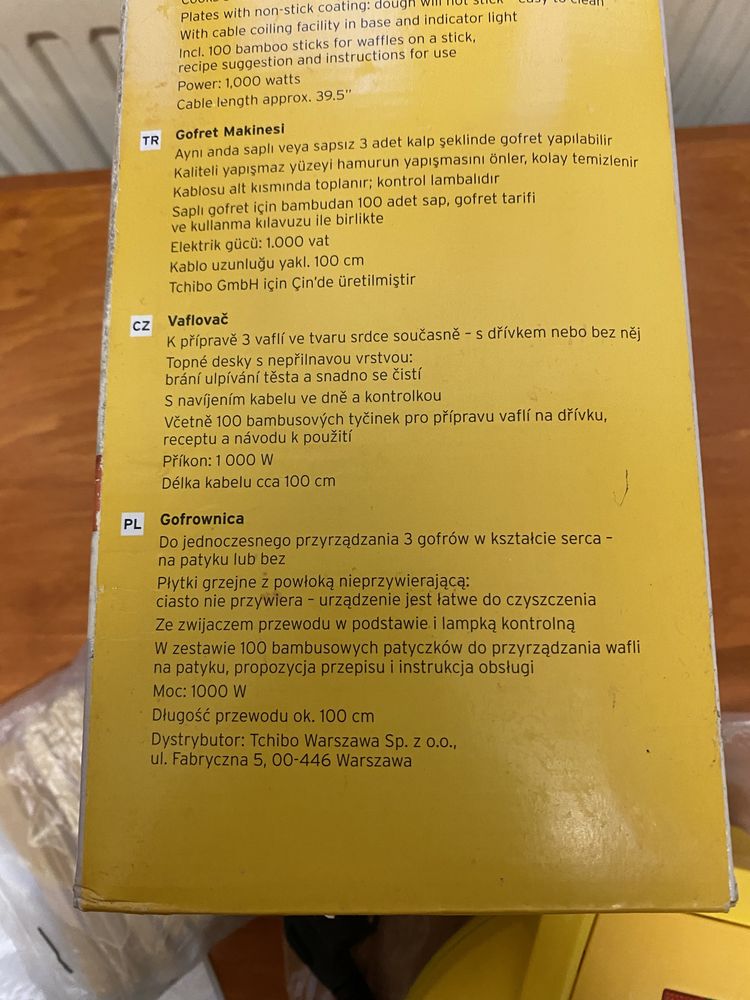 Plates with non-stick coating: dough will not stick – easy to clean
With cable coiling facility in base and indicator light
Incl. 100 bamboo sticks for waffles on a stick,
recipe suggestion and instructions for use
Power: 1,000 watts
Cable length approx. 39.5"
TR Gofret Makinesi
Aynı anda saplı veya sapsız 3 adet kalp şeklinde gofret yapılabilir
Kaliteli yapışmaz yüzeyi hamurun yapışmasını önler, kolay temizlenir
Kablosu alt kısmında toplanır; kontrol lambalıdır
Saplı gofret için bambudan 100 adet sap, gofret tarifi
ve kullanma kılavuzu ile birlikte
Elektrik gücü: 1.000 vat
Kablo uzunluğu yakl. 100 cm
Tchibo GmbH için Çin'de üretilmiştir
CZ Vaflovač
K přípravě 3 vaflí ve tvaru srdce současně – s dřívkem nebo bez něj
Topné desky s nepřilnavou vrstvou:
brání ulpívání těsta a snadno se čistí
S navíjením kabelu ve dně a kontrolkou
Včetně 100 bambusových tyčinek pro přípravu vaflí na dřívku,
receptu a návodu k použití
Příkon: 1 000 W
Délka kabelu cca 100 cm
PL Gofrownica
Do jednoczesnego przyrządzania 3 gofrów w kształcie serca –
na patyku lub bez
Płytki grzejne z powłoką nieprzywierającą:
ciasto nie przywiera – urządzenie jest łatwe do czyszczenia
Ze zwijaczem przewodu w podstawie i lampką kontrolną
W zestawie 100 bambusowych patyczków do przyrządzania wafli
na patyku, propozycja przepisu i instrukcja obsługi
Moc: 1000 W
Długość przewodu ok. 100 cm
Dystrybutor: Tchibo Warszawa Sp. z o.o.,
ul. Fabryczna 5, 00-446 Warszawa